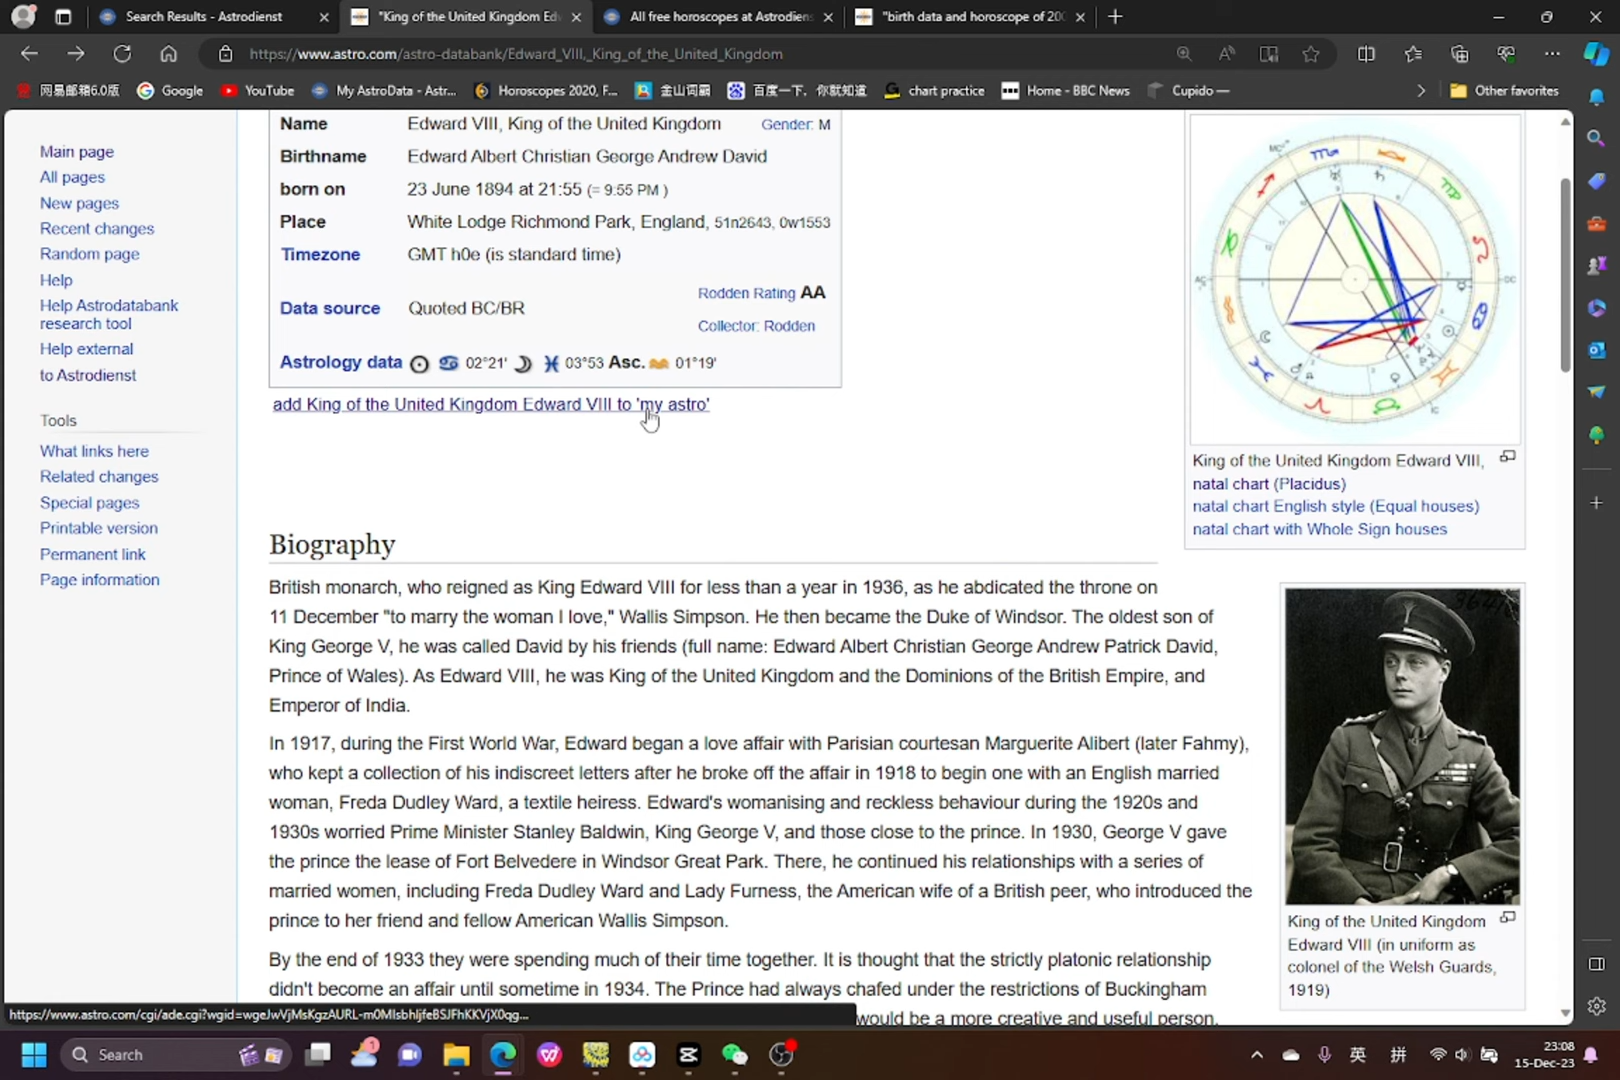 Search Results - Astrodienst
"King of the United Kingdom Ed
All free horoscopes at Astrodiens
"birth data and horoscope of 200
https://www.astro.com/astro-databank/Edward_VIII,_King_of_the_United_Kingdom
网易邮箱6.0版
Google
YouTube
My AstroData - Astr...
Horoscopes 2020, F...
金山词霸
百度一下，你就知道
chart practice
Home - BBC News
Cupido —
Other favorites
Main page
All pages
New pages
Recent changes
Random page
Help
Help Astrodatabank
research tool
Help external
to Astrodienst
Tools
What links here
Related changes
Special pages
Printable version
Permanent link
Page information
Name Edward VIII, King of the United Kingdom Gender: M
Birthname Edward Albert Christian George Andrew David
born on 23 June 1894 at 21:55 (= 9:55 PM )
Place White Lodge Richmond Park, England, 51n2643, 0w1553
Timezone GMT h0e (is standard time)
Data source Quoted BC/BR
Rodden Rating AA
Collector: Rodden
Astrology data ☉ ♋ 02°21' ☽ ♓ 03°53 Asc. ♒ 01°19'
add King of the United Kingdom Edward VIII to 'my astro'
King of the United Kingdom Edward VIII,
natal chart (Placidus)
natal chart English style (Equal houses)
natal chart with Whole Sign houses
Biography
British monarch, who reigned as King Edward VIII for less than a year in 1936, as he abdicated the throne on
11 December "to marry the woman I love," Wallis Simpson. He then became the Duke of Windsor. The oldest son of
King George V, he was called David by his friends (full name: Edward Albert Christian George Andrew Patrick David,
Prince of Wales). As Edward VIII, he was King of the United Kingdom and the Dominions of the British Empire, and
Emperor of India.
In 1917, during the First World War, Edward began a love affair with Parisian courtesan Marguerite Alibert (later Fahmy),
who kept a collection of his indiscreet letters after he broke off the affair in 1918 to begin one with an English married
woman, Freda Dudley Ward, a textile heiress. Edward's womanising and reckless behaviour during the 1920s and
1930s worried Prime Minister Stanley Baldwin, King George V, and those close to the prince. In 1930, George V gave
the prince the lease of Fort Belvedere in Windsor Great Park. There, he continued his relationships with a series of
married women, including Freda Dudley Ward and Lady Furness, the American wife of a British peer, who introduced the
prince to her friend and fellow American Wallis Simpson.
By the end of 1933 they were spending much of their time together. It is thought that the strictly platonic relationship
didn't become an affair until sometime in 1934. The Prince had always chafed under the restrictions of Buckingham
would be a more creative and useful person.
King of the United Kingdom
Edward VIII (in uniform as
colonel of the Welsh Guards,
1919)
Search
英
拼
23:08
15-Dec-23